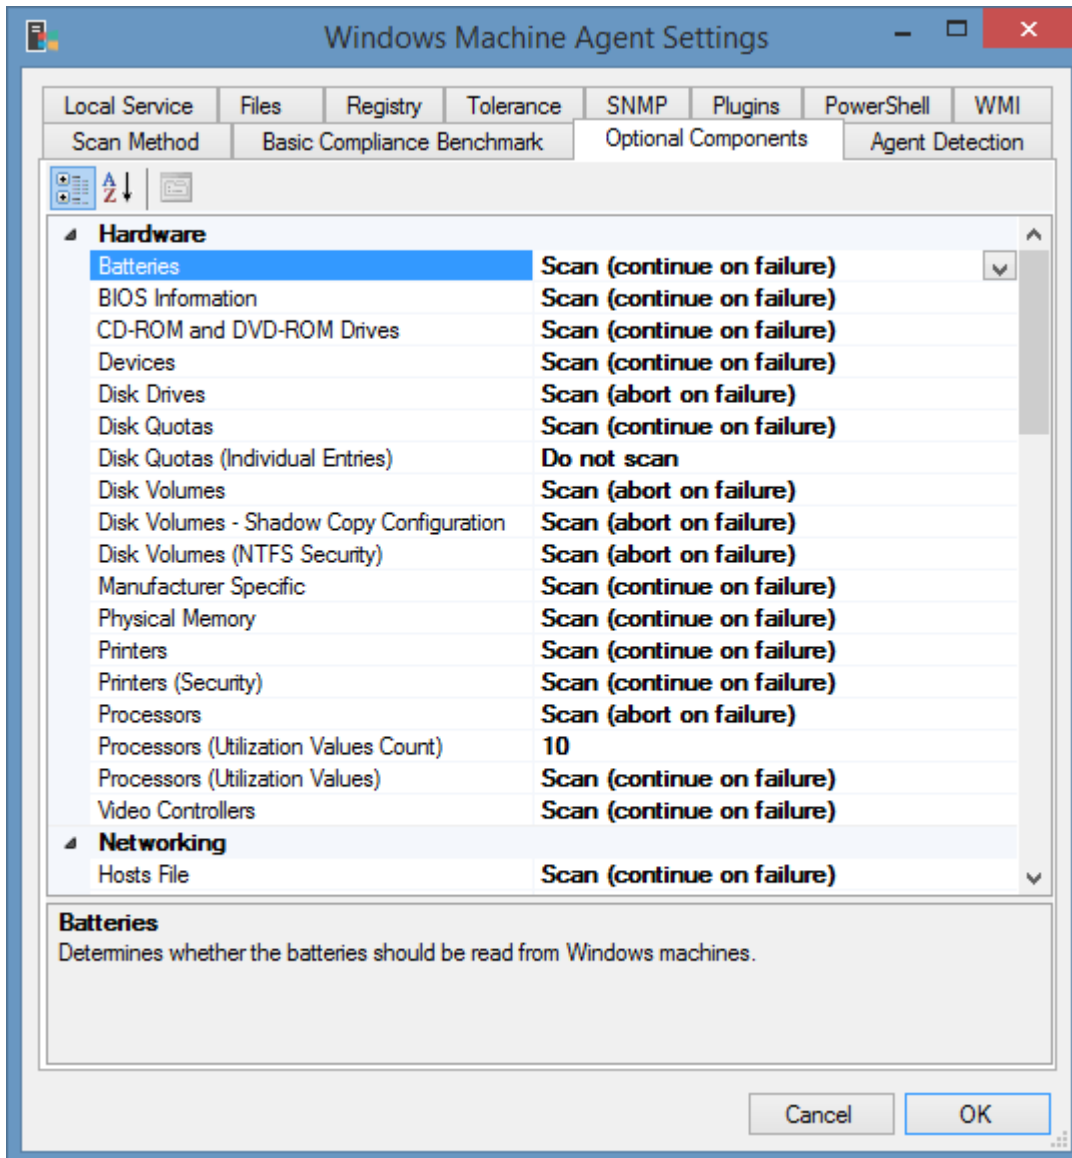 Windows Machine Agent Settings
Local Service Files Registry Tolerance SNMP Plugins PowerShell WMI
Scan Method Basic Compliance Benchmark Optional Components Agent Detection
Hardware
Batteries Scan (continue on failure)
BIOS Information Scan (continue on failure)
CD-ROM and DVD-ROM Drives Scan (continue on failure)
Devices Scan (continue on failure)
Disk Drives Scan (abort on failure)
Disk Quotas Scan (continue on failure)
Disk Quotas (Individual Entries) Do not scan
Disk Volumes Scan (abort on failure)
Disk Volumes - Shadow Copy Configuration Scan (abort on failure)
Disk Volumes (NTFS Security) Scan (abort on failure)
Manufacturer Specific Scan (continue on failure)
Physical Memory Scan (continue on failure)
Printers Scan (continue on failure)
Printers (Security) Scan (continue on failure)
Processors Scan (abort on failure)
Processors (Utilization Values Count) 10
Processors (Utilization Values) Scan (continue on failure)
Video Controllers Scan (continue on failure)
Networking
Hosts File Scan (continue on failure)
Batteries
Determines whether the batteries should be read from Windows machines.
Cancel OK